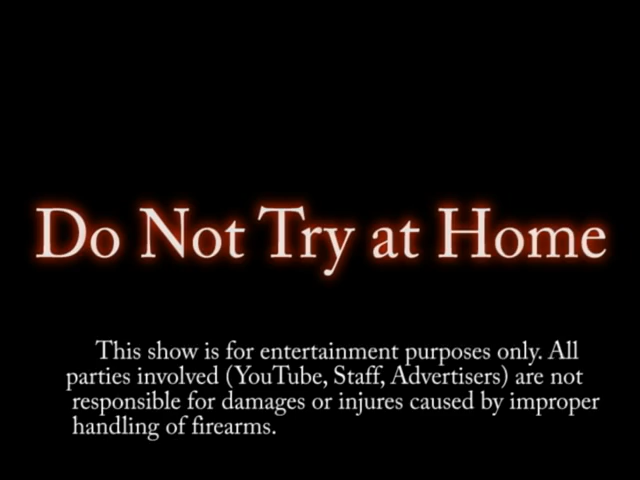 Do Not Try at Home
This show is for entertainment purposes only. All
parties involved (YouTube, Staff, Advertisers) are not
responsible for damages or injures caused by improper
handling of firearms.